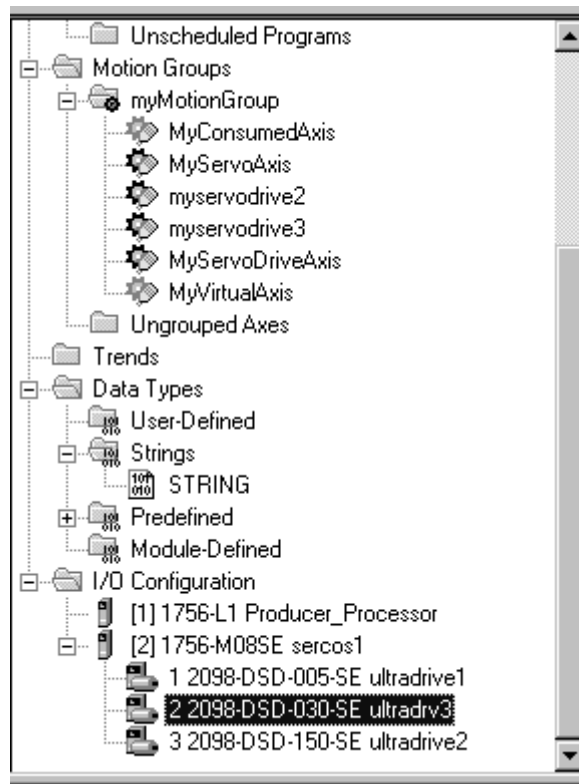 Unscheduled Programs
Motion Groups
myMotionGroup
MyConsumedAxis
MyServoAxis
myservodrive2
myservodrive3
MyServoDriveAxis
MyVirtualAxis
Ungrouped Axes
Trends
Data Types
User-Defined
Strings
STRING
Predefined
Module-Defined
I/O Configuration
[1] 1756-L1 Producer_Processor
[2] 1756-M08SE sercos1
1 2098-DSD-005-SE ultradrive1
2 2098-DSD-030-SE ultradrv3
3 2098-DSD-150-SE ultradrive2